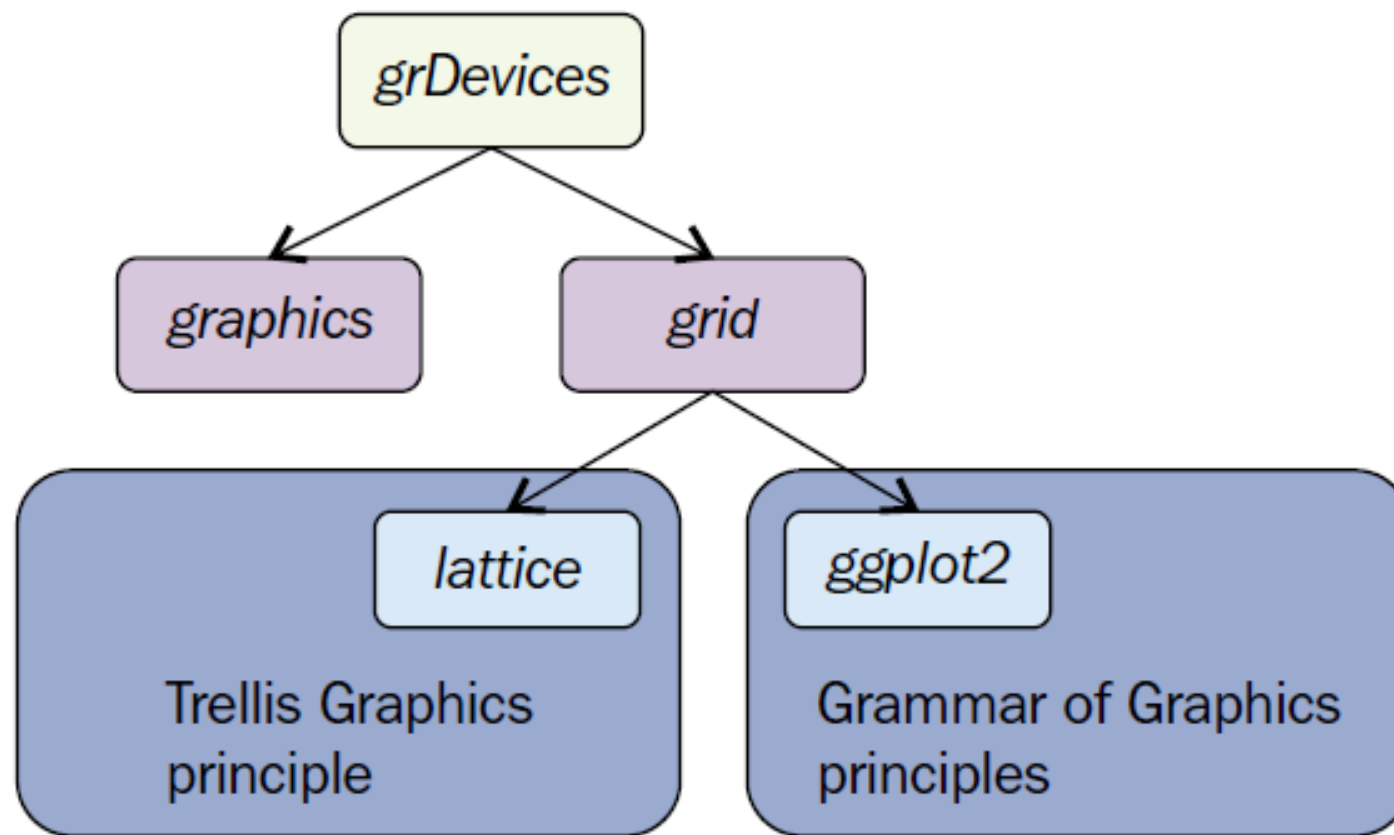 grDevices
graphics
grid
lattice
ggplot2
Trellis Graphics
principle
Grammar of Graphics
principles